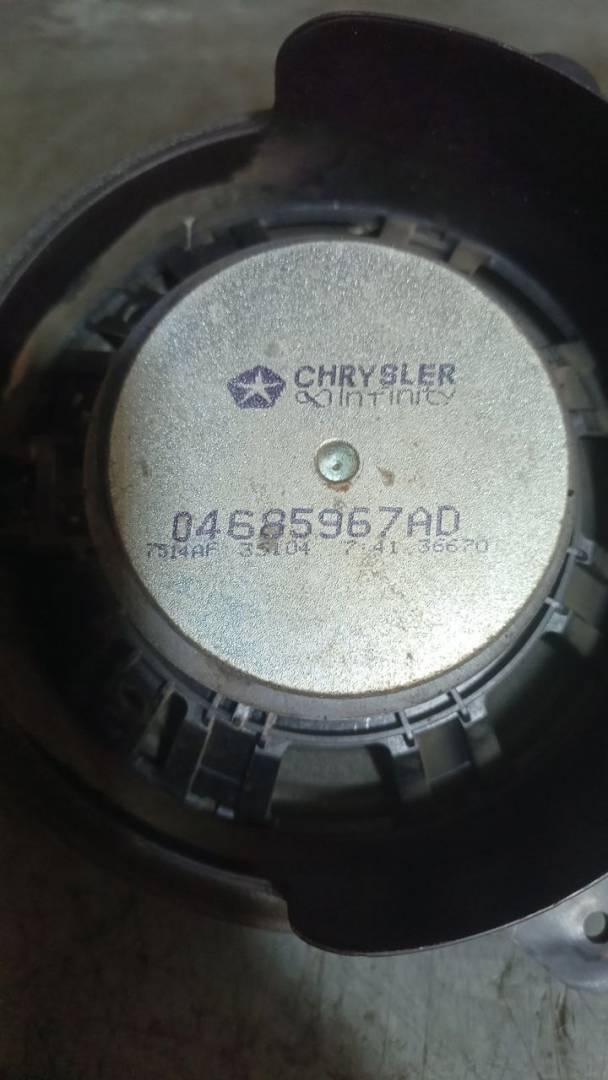 CHRYSLER
∞ Infinity
04685967AD
7514AF 35104 7:41 36670